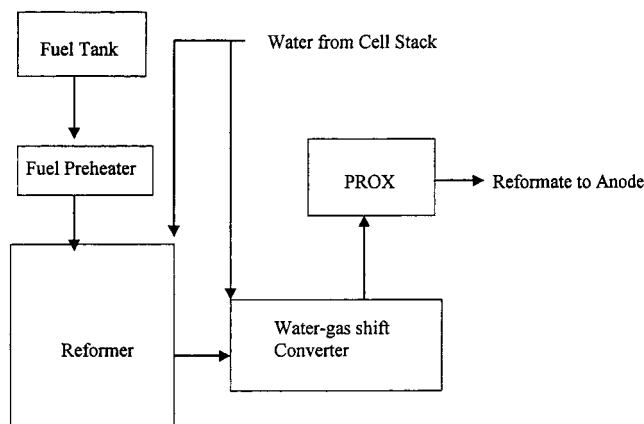 Fuel Tank
Water from Cell Stack
Fuel Preheater
PROX
Reformate to Anode
Reformer
Water-gas shift
Converter